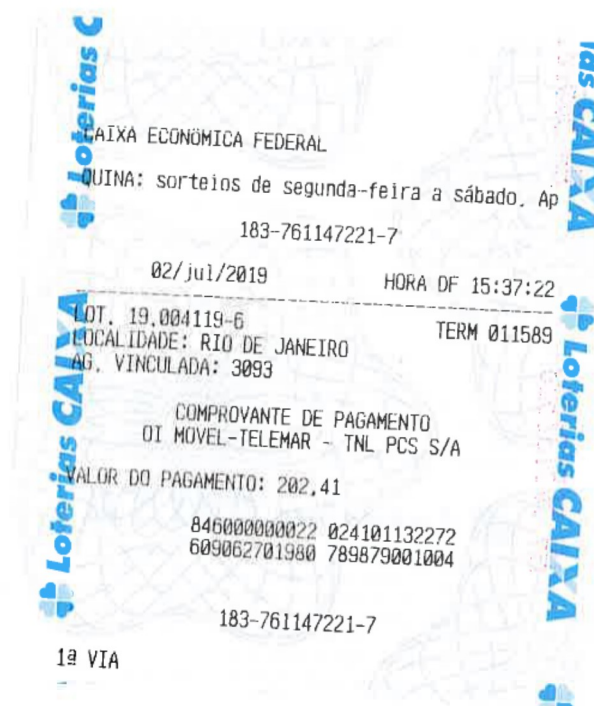 Loterias C
ias CAIXA
CAIXA ECONÔMICA FEDERAL
QUINA: sorteios de segunda-feira a sábado. Ap
183-761147221-7
02/jul/2019 HORA DF 15:37:22
LOT. 19.004119-6 TERM 011589
LOCALIDADE: RIO DE JANEIRO
AG. VINCULADA: 3093
COMPROVANTE DE PAGAMENTO
OI MOVEL-TELEMAR - TNL PCS S/A
VALOR DO PAGAMENTO: 202,41
846000000022 024101132272
609062701980 789879001004
183-761147221-7
1ª VIA
Loterias CAIXA
Loterias CAIXA